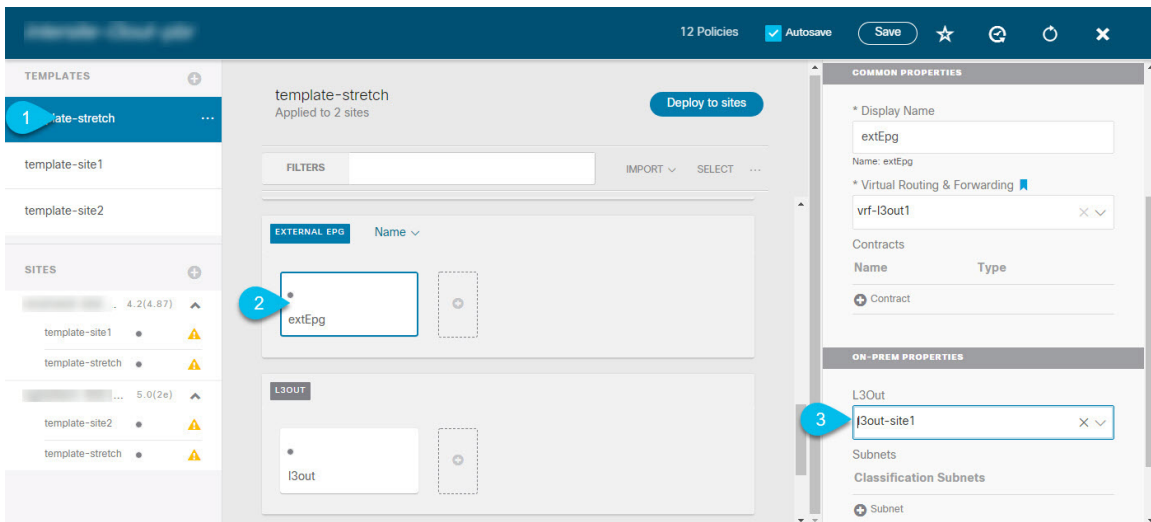 12 Policies
Autosave
Save
TEMPLATES
1
late-stretch
template-site1
template-site2
SITES
4.2(4.87)
template-site1
template-stretch
... 5.0(2e)
template-site2
template-stretch
template-stretch
Applied to 2 sites
Deploy to sites
FILTERS
IMPORT
SELECT
EXTERNAL EPG
Name
2
extEpg
L3OUT
l3out
COMMON PROPERTIES
* Display Name
extEpg
Name: extEpg
* Virtual Routing & Forwarding
vrf-l3out1
Contracts
Name Type
Contract
ON-PREM PROPERTIES
L3Out
3
l3out-site1
Subnets
Classification Subnets
Subnet